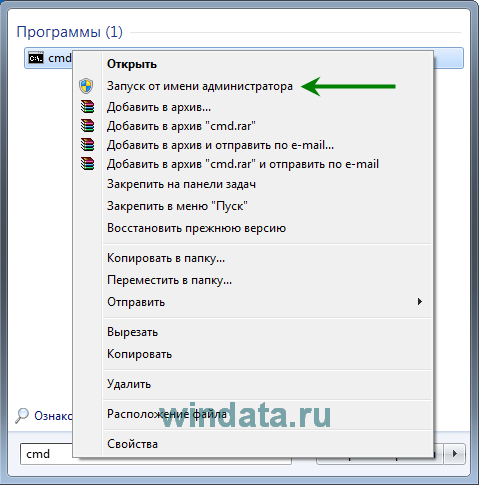 Программы (1)
cmd
Открыть
Запуск от имени администратора
Добавить в архив...
Добавить в архив "cmd.rar"
Добавить в архив и отправить по e-mail...
Добавить в архив "cmd.rar" и отправить по e-mail
Закрепить на панели задач
Закрепить в меню "Пуск"
Восстановить прежнюю версию
Копировать в папку...
Переместить в папку...
Отправить
Вырезать
Копировать
Удалить
Расположение файла
windata.ru
Свойства
Ознако
cmd